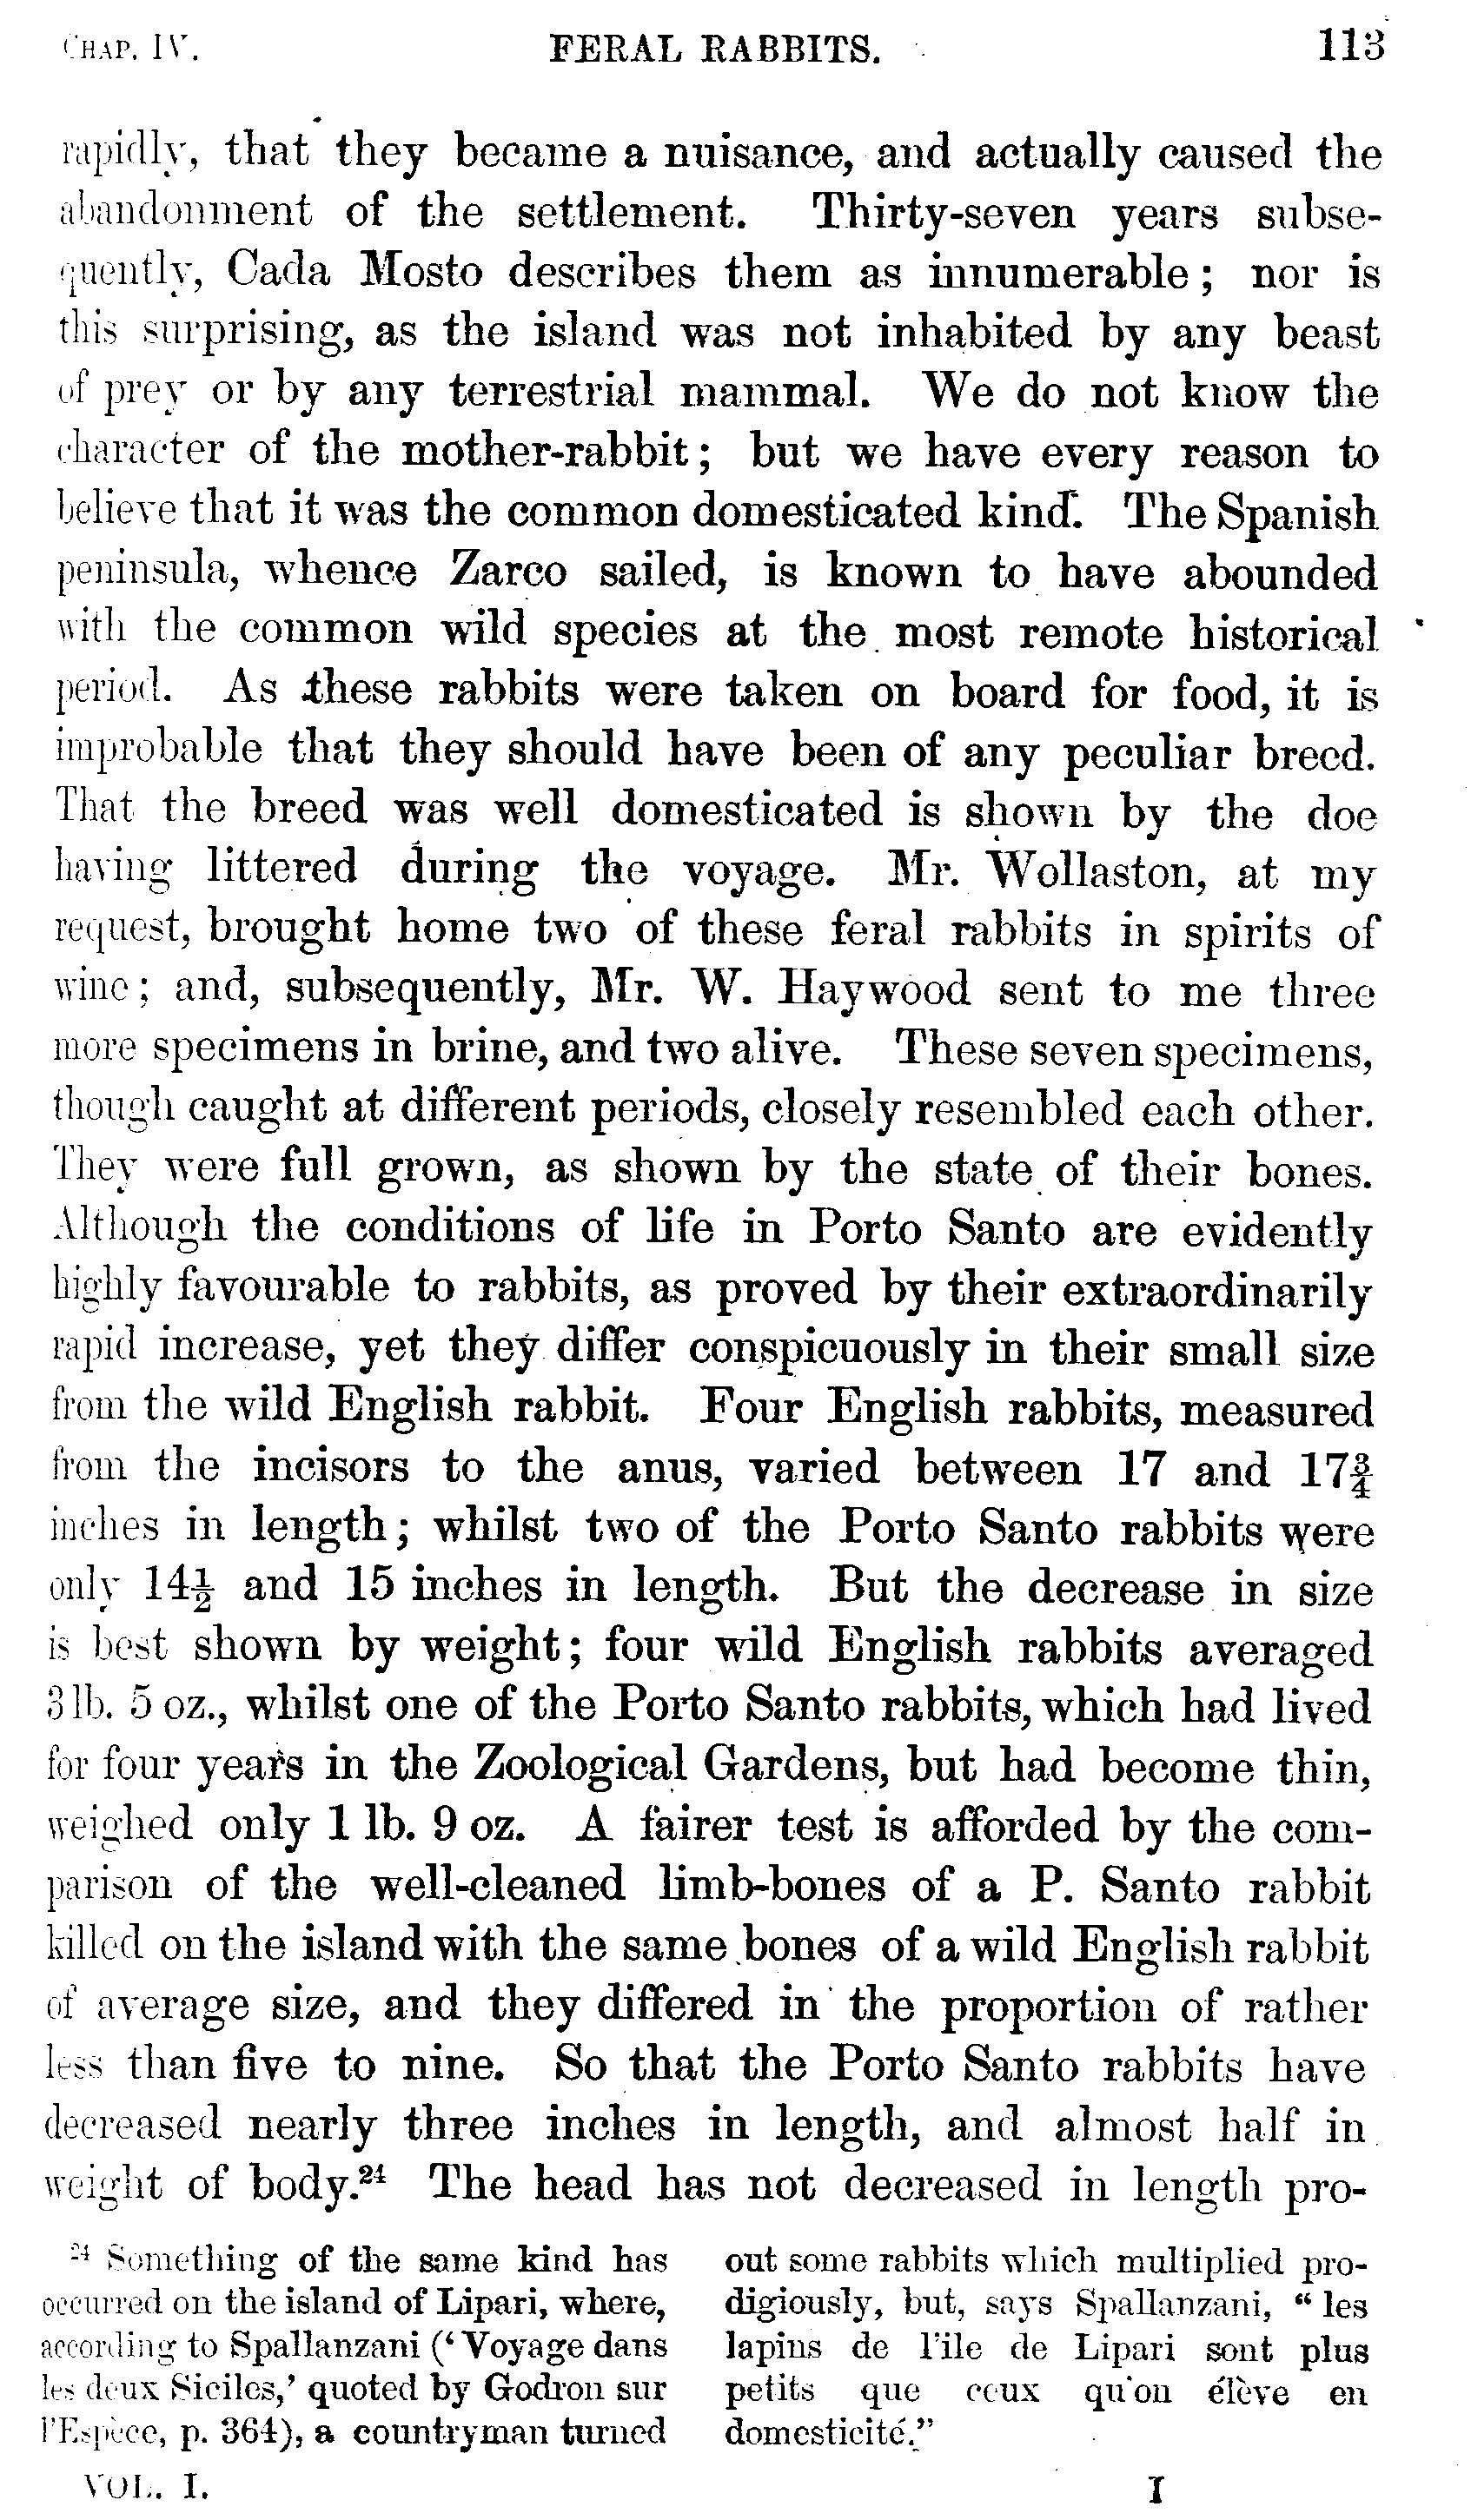 CHAP. IV. FERAL RABBITS. 113
rapidly, that they became a nuisance, and actually caused the
abandonment of the settlement. Thirty-seven years subse-
quently, Cada Mosto describes them as innumerable; nor is
this surprising, as the island was not inhabited by any beast
of prey or by any terrestrial mammal. We do not know the
character of the mother-rabbit; but we have every reason to
believe that it was the common domesticated kind. The Spanish
peninsula, whence Zarco sailed, is known to have abounded
with the common wild species at the most remote historical
period. As these rabbits were taken on board for food, it is
improbable that they should have been of any peculiar breed.
That the breed was well domesticated is shown by the doe
having littered during the voyage. Mr. Wollaston, at my
request, brought home two of these feral rabbits in spirits of
wine; and, subsequently, Mr. W. Haywood sent to me three
more specimens in brine, and two alive. These seven specimens,
though caught at different periods, closely resembled each other.
They were full grown, as shown by the state of their bones.
Although the conditions of life in Porto Santo are evidently
highly favourable to rabbits, as proved by their extraordinarily
rapid increase, yet they differ conspicuously in their small size
from the wild English rabbit. Four English rabbits, measured
from the incisors to the anus, varied between 17 and 17¾
inches in length; whilst two of the Porto Santo rabbits were
only 14½ and 15 inches in length. But the decrease in size
is best shown by weight; four wild English rabbits averaged
3 lb. 5 oz., whilst one of the Porto Santo rabbits, which had lived
for four years in the Zoological Gardens, but had become thin,
weighed only 1 lb. 9 oz. A fairer test is afforded by the com-
parison of the well-cleaned limb-bones of a P. Santo rabbit
killed on the island with the same bones of a wild English rabbit
of average size, and they differed in the proportion of rather
less than five to nine. So that the Porto Santo rabbits have
decreased nearly three inches in length, and almost half in
weight of body.²⁴ The head has not decreased in length pro-
²⁴ Something of the same kind has
occurred on the island of Lipari, where,
according to Spallanzani (‘Voyage dans
les deux Siciles,’ quoted by Godron sur
l'Espèce, p. 364), a countryman turned
out some rabbits which multiplied pro-
digiously, but, says Spallanzani, “les
lapins de l'ile de Lipari sont plus
petits que ceux qu'on élève en
domesticité.”
VOL. I. I